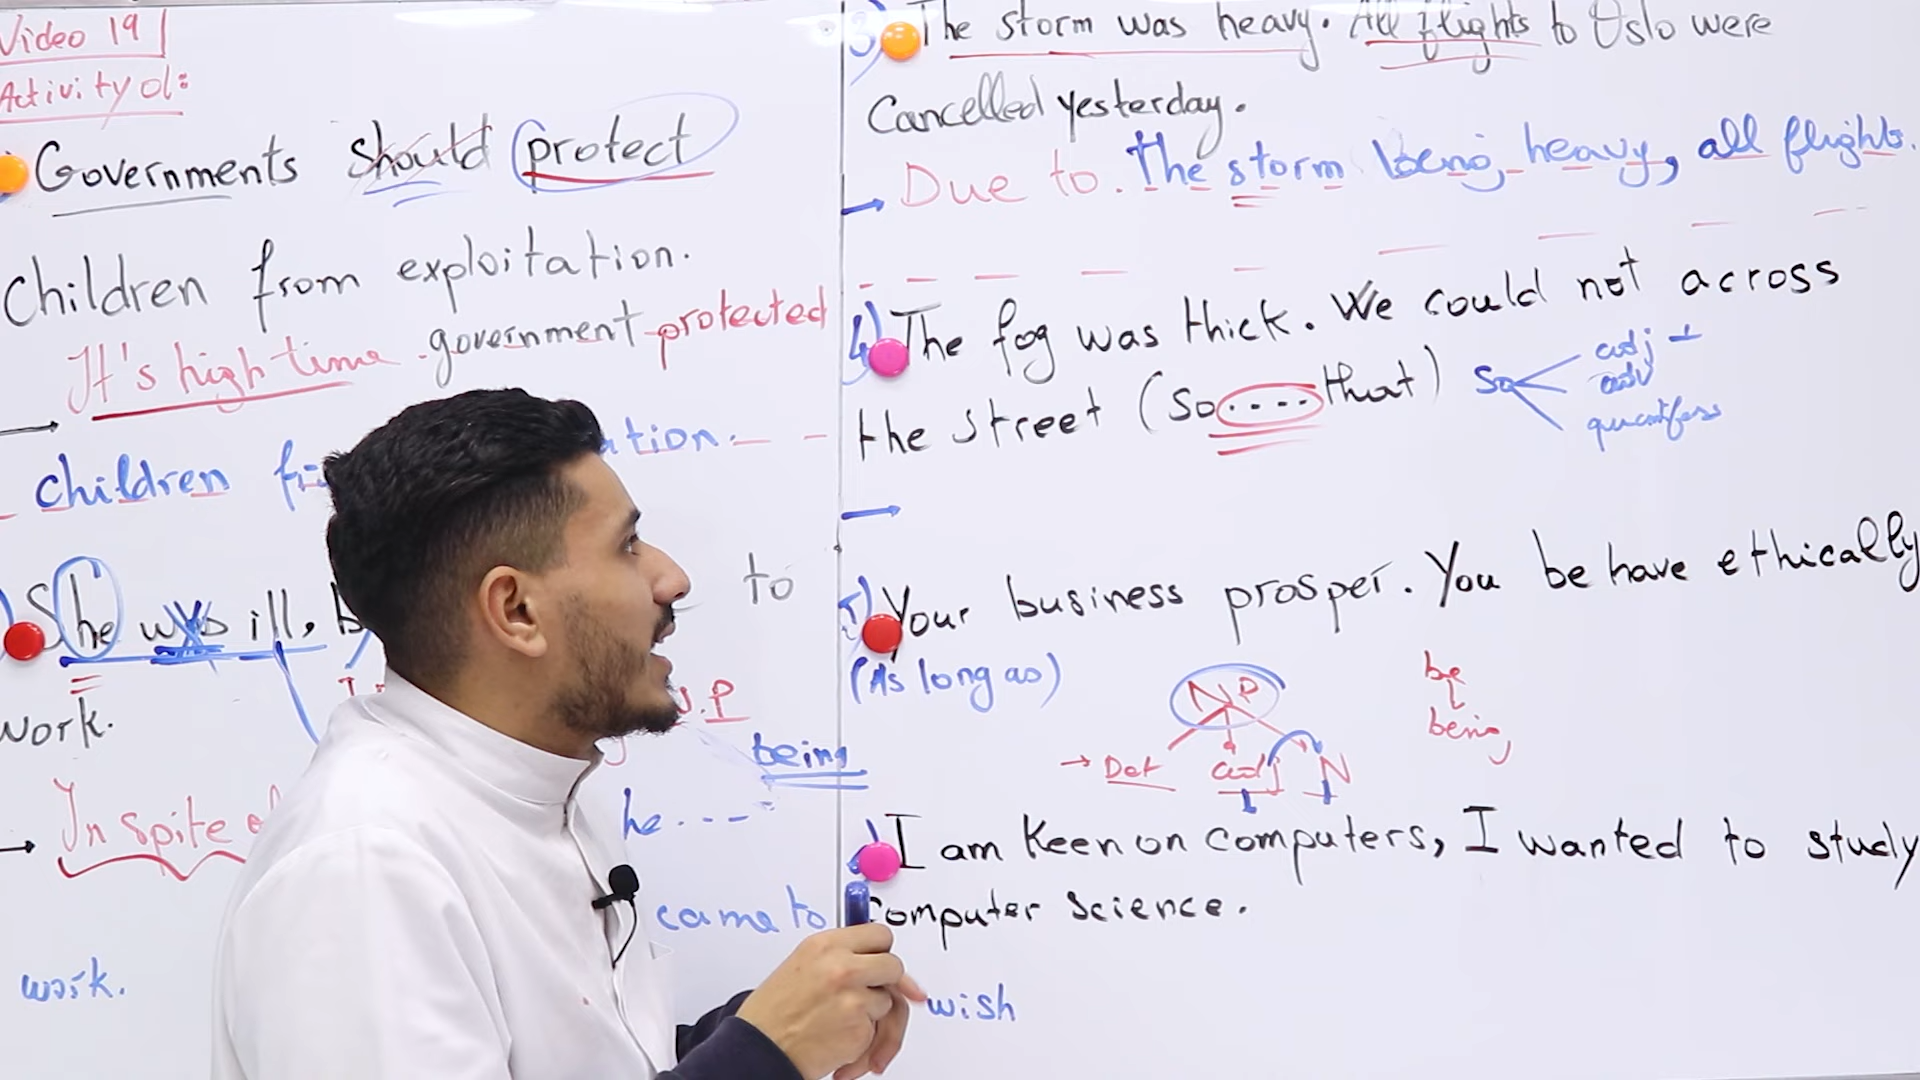 Video 19
Activity 01:
Governments should protect
Children from exploitation.
It's high time government protected
children ation.
She was ill, to
work.
In spite N.P
being
he....
came to
work.
3) The storm was heavy. All flights to Oslo were
Cancelled yesterday.
Due to. The storm being heavy, all flights.
4) The fog was thick. We could not across
the street (so....that) So adj +
adv
→
Your business prosper. You be have ethically
(As long as) NP be
being
→ Det adj N
I am Keen on computers, I wanted to study
Computer Science.
wish